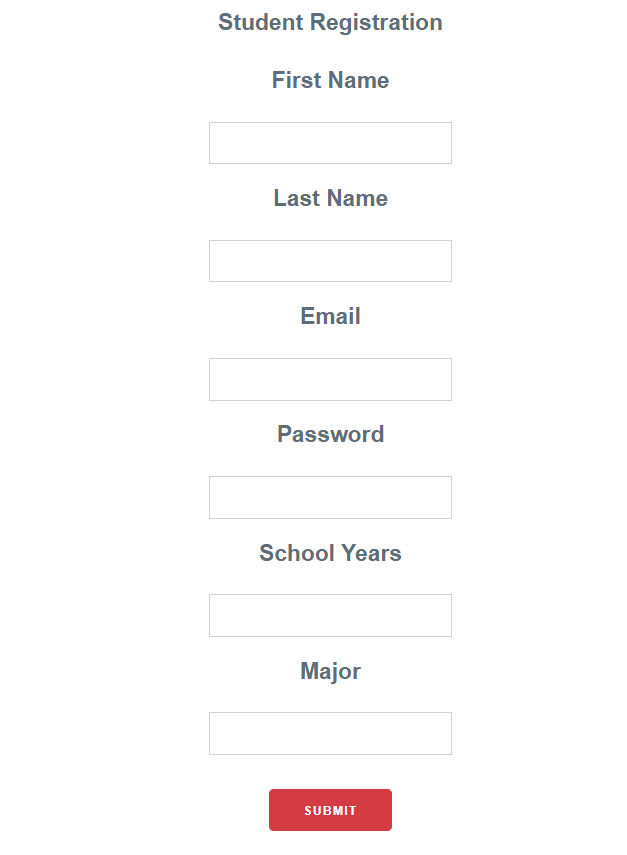 Student Registration
First Name
Last Name
Email
Password
School Years
Major
SUBMIT